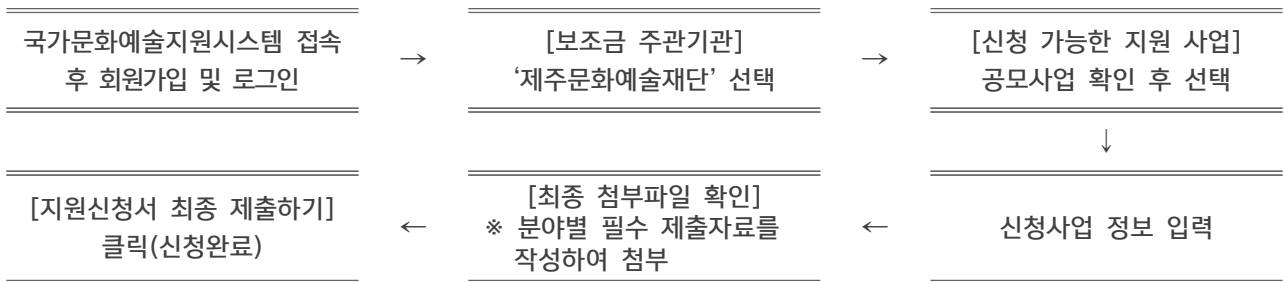 국가문화예술지원시스템 접속
후 회원가입 및 로그인
→
[보조금 주관기관]
‘제주문화예술재단’ 선택
→
[신청 가능한 지원 사업]
공모사업 확인 후 선택
↓
신청사업 정보 입력
←
[최종 첨부파일 확인]
※ 분야별 필수 제출자료를
작성하여 첨부
←
[지원신청서 최종 제출하기]
클릭(신청완료)